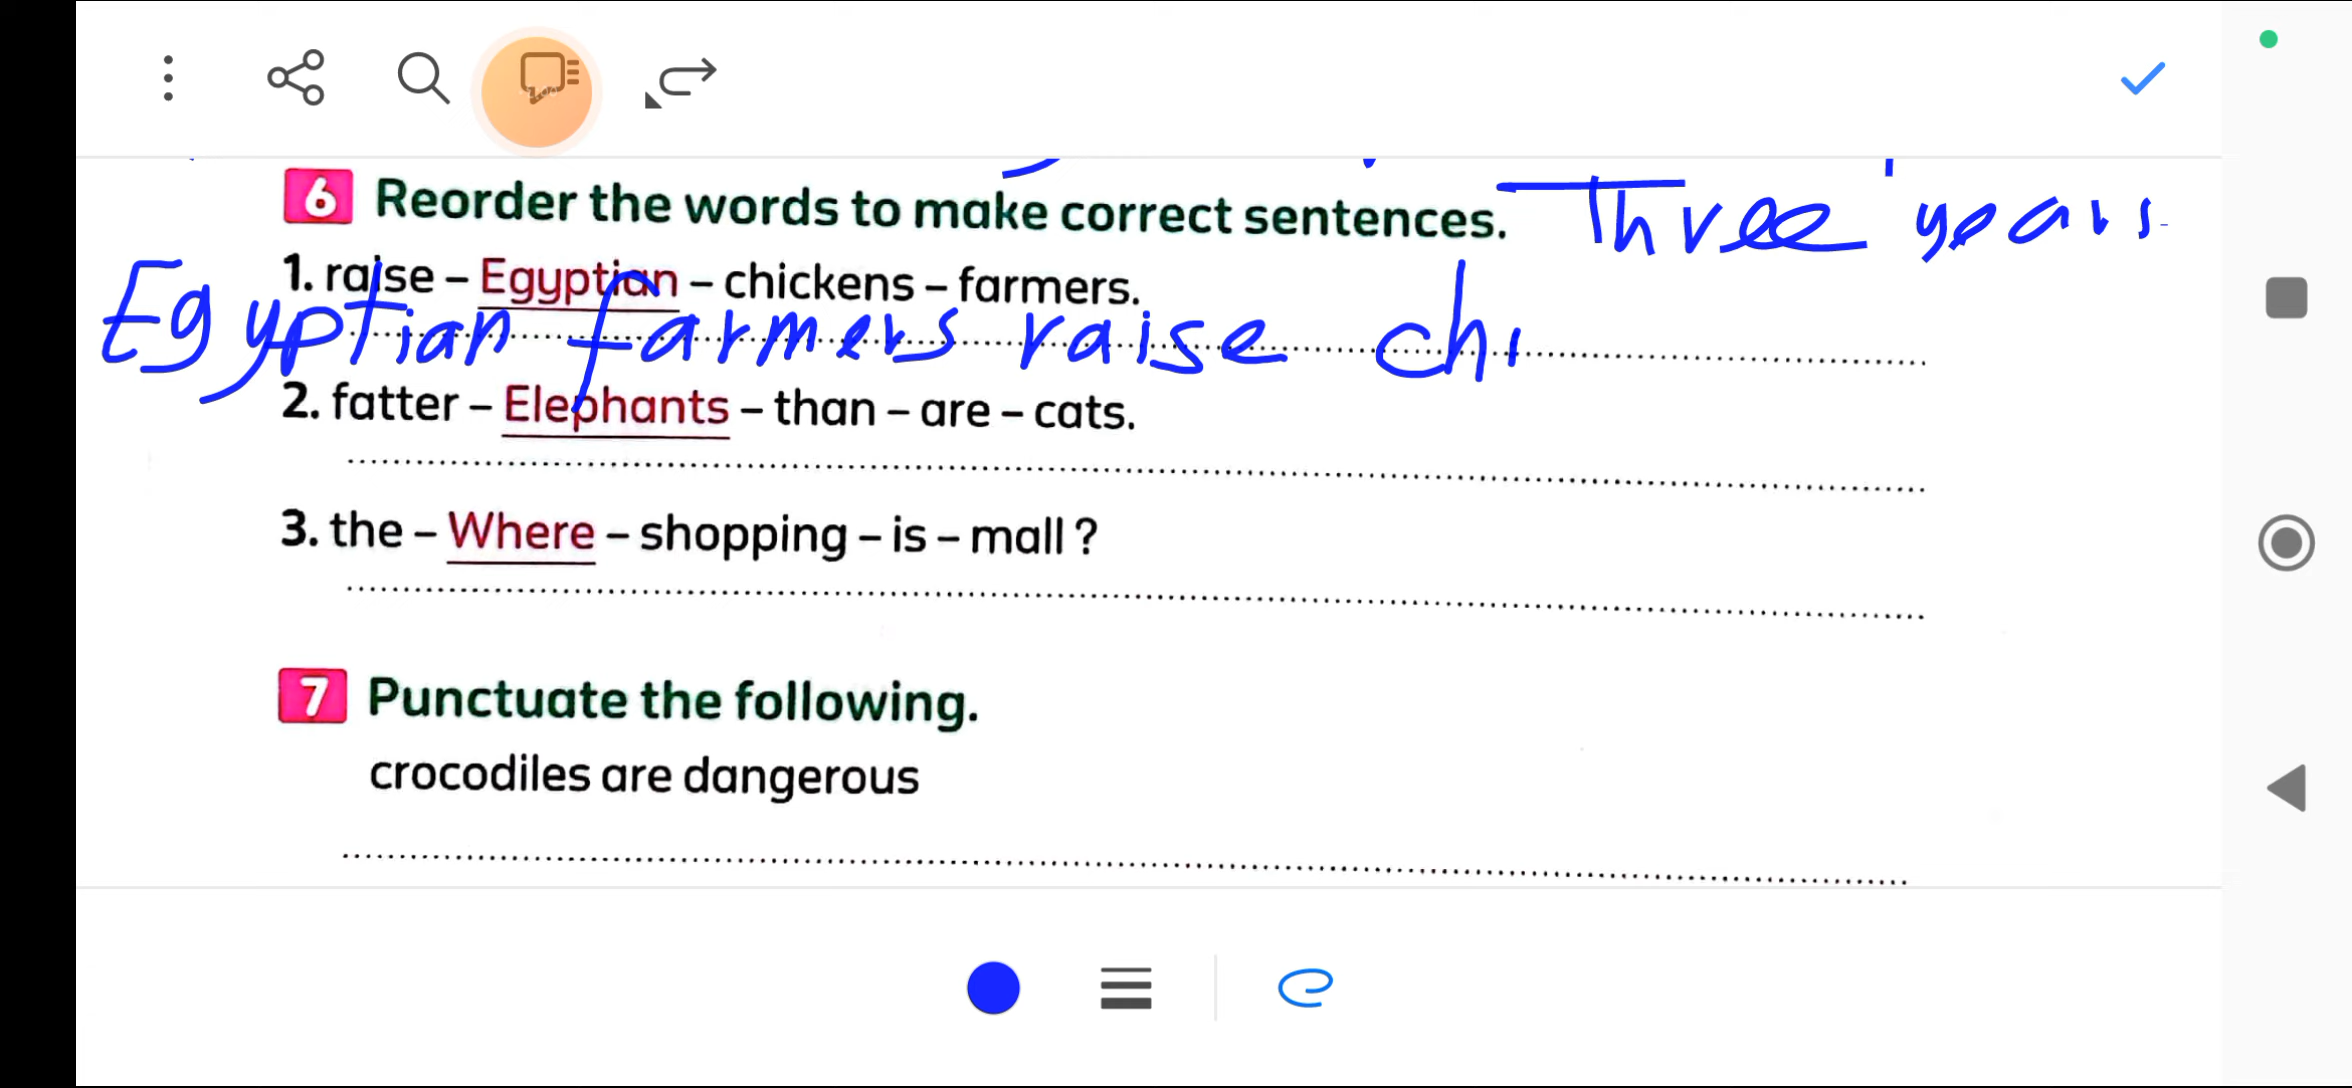 Three years.
6 Reorder the words to make correct sentences.
1. raise – Egyptian – chickens – farmers.
Egyptian farmers raise chi
2. fatter – Elephants – than – are – cats.
3. the – Where – shopping – is – mall ?
7 Punctuate the following.
crocodiles are dangerous